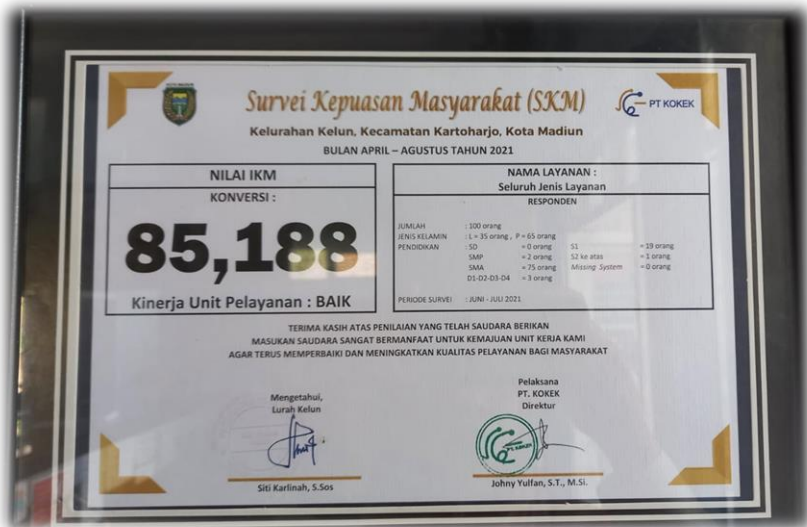 KOTA MADIUN
Survei Kepuasan Masyarakat (SKM)
PT KOKEK
Kelurahan Kelun, Kecamatan Kartoharjo, Kota Madiun
BULAN APRIL – AGUSTUS TAHUN 2021
NILAI IKM
KONVERSI :
85,188
Kinerja Unit Pelayanan : BAIK
NAMA LAYANAN :
Seluruh Jenis Layanan
RESPONDEN
JUMLAH : 100 orang
JENIS KELAMIN : L = 35 orang , P = 65 orang
PENDIDIKAN : SD = 0 orang S1 = 19 orang
SMP = 2 orang S2 ke atas = 1 orang
SMA = 75 orang Missing System = 0 orang
D1-D2-D3-D4 = 3 orang
PERIODE SURVEI : JUNI - JULI 2021
TERIMA KASIH ATAS PENILAIAN YANG TELAH SAUDARA BERIKAN
MASUKAN SAUDARA SANGAT BERMANFAAT UNTUK KEMAJUAN UNIT KERJA KAMI
AGAR TERUS MEMPERBAIKI DAN MENINGKATKAN KUALITAS PELAYANAN BAGI MASYARAKAT
Mengetahui,
Lurah Kelun
Siti Karlinah, S.Sos
Pelaksana
PT. KOKEK
Direktur
PT. KOKEK
Johny Yulfan, S.T., M.Si.